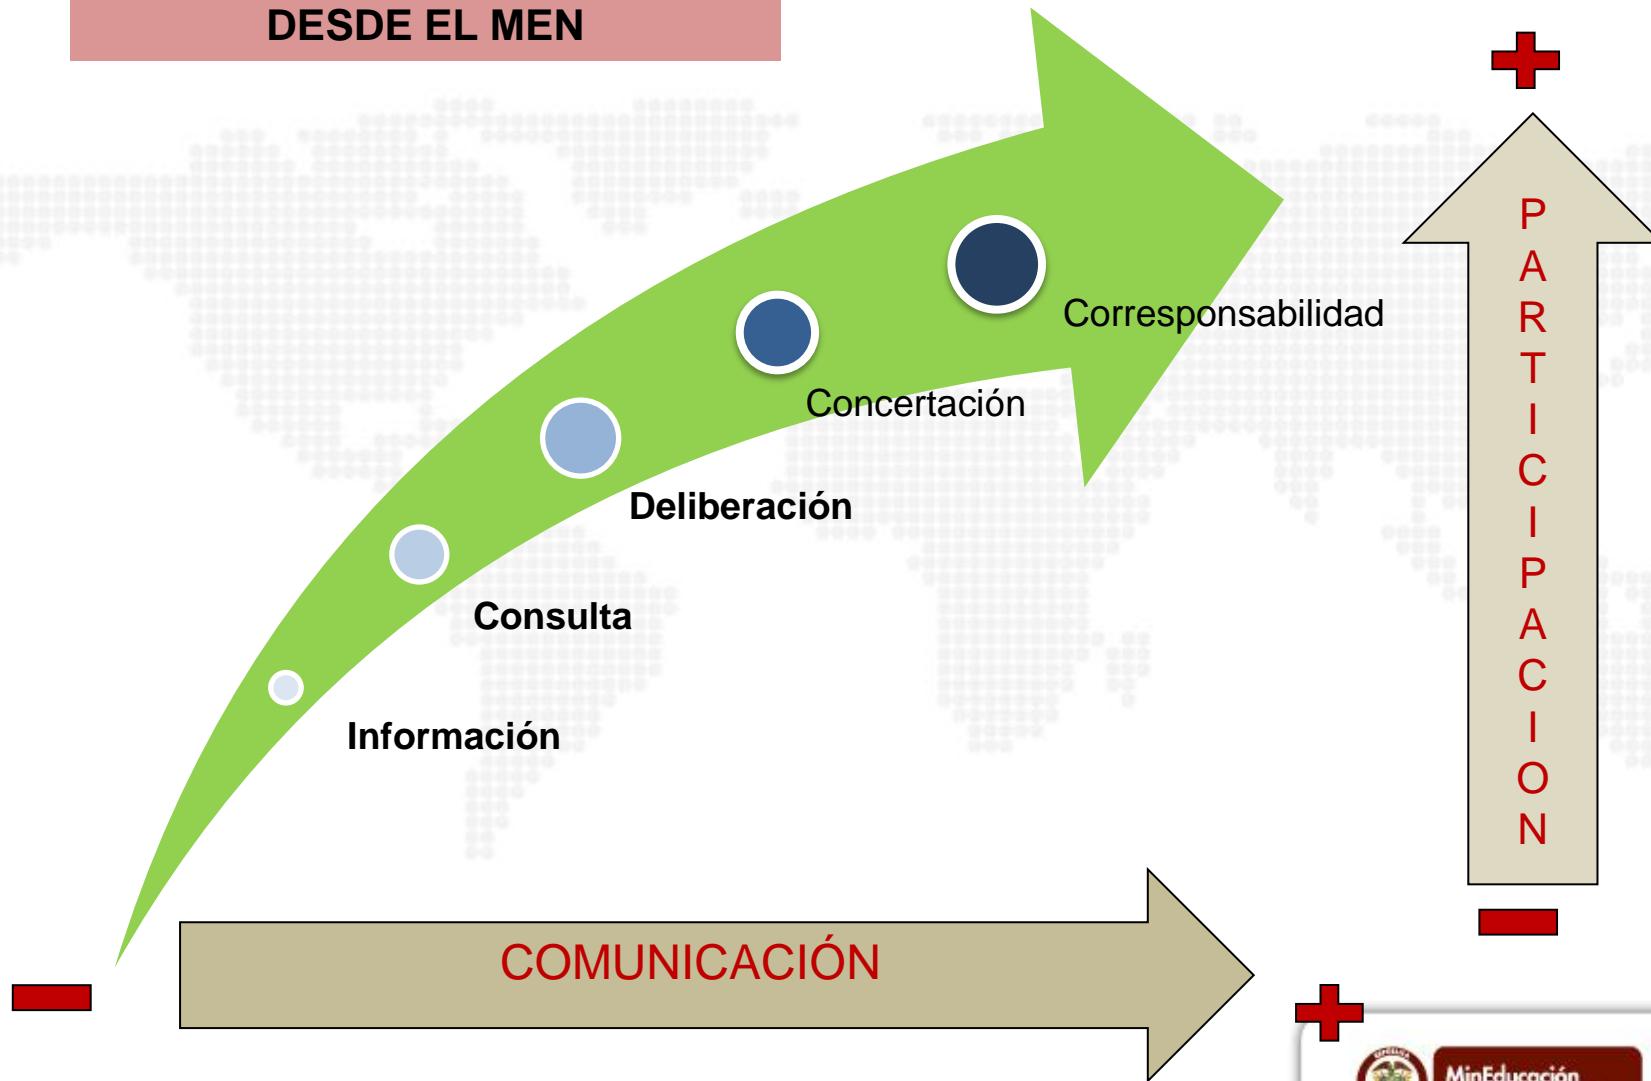 DESDE EL MEN
Corresponsabilidad
Concertación
Deliberación
Consulta
Información
COMUNICACIÓN
P
A
R
T
I
C
I
P
A
C
I
O
N
MinEducación